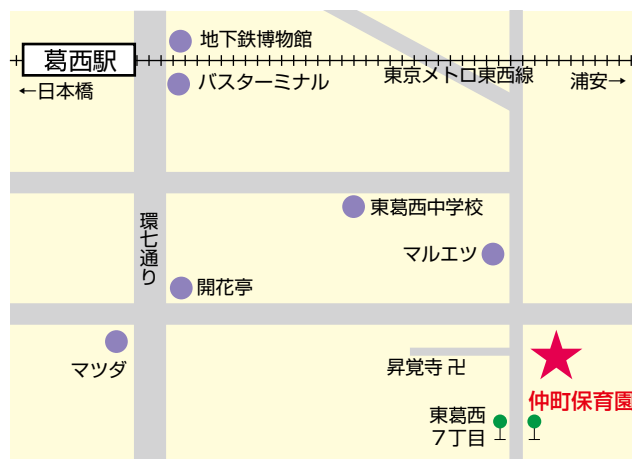 地下鉄博物館
葛西駅
バスターミナル
東京メトロ東西線
浦安→
←日本橋
東葛西中学校
環七通り
マルエツ
開花亭
マツダ
昇覚寺 卍
仲町保育園
東葛西
7丁目